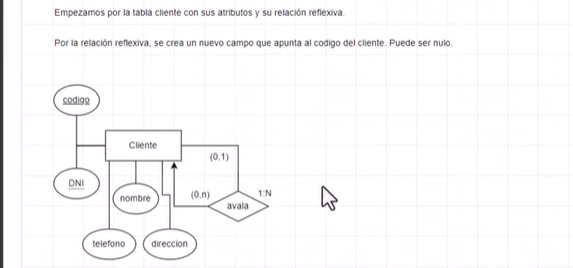 Empezamos por la tabla cliente con sus atributos y su relación reflexiva.
Por la relación reflexiva, se crea un nuevo campo que apunta al codigo del cliente. Puede ser nulo.
codigo
Cliente
(0,1)
DNI
nombre
(0,n)
1:N
avala
telefono
direccion